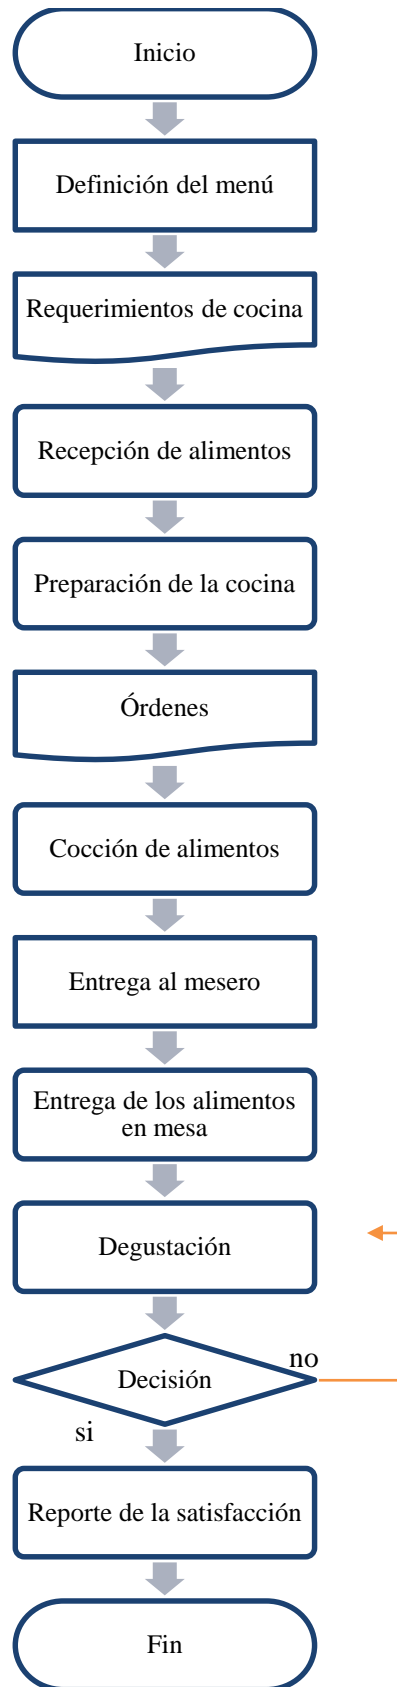 Inicio
Definición del menú
Requerimientos de cocina
Recepción de alimentos
Preparación de la cocina
Órdenes
Cocción de alimentos
Entrega al mesero
Entrega de los alimentos
en mesa
Degustación
no
Decisión
si
Reporte de la satisfacción
Fin